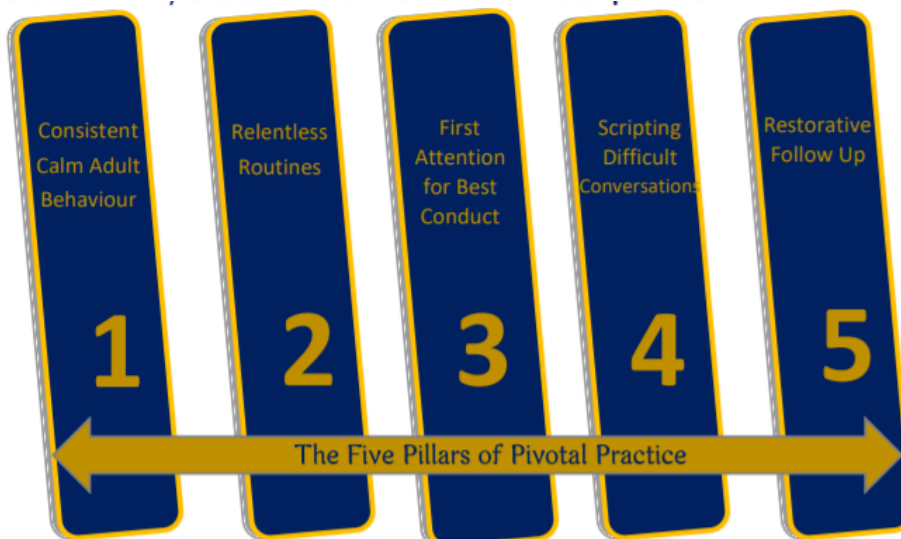 Consistent
Calm Adult
Behaviour
1
Relentless
Routines
2
First
Attention
for Best
Conduct
3
Scripting
Difficult
Conversations
4
Restorative
Follow Up
5
The Five Pillars of Pivotal Practice